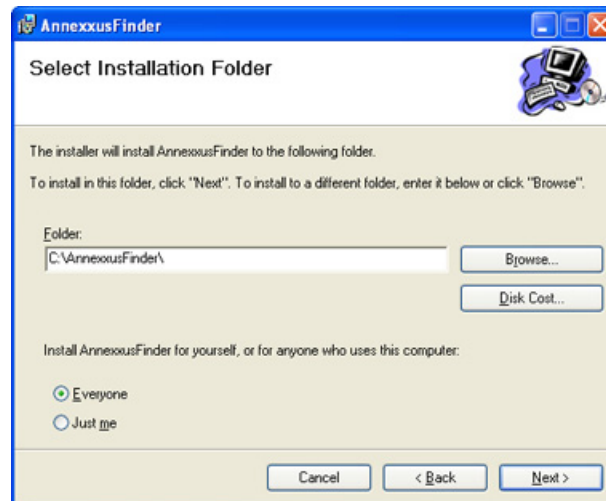 AnnexxusFinder
Select Installation Folder
The installer will install AnnexxusFinder to the following folder.
To install in this folder, click "Next". To install to a different folder, enter it below or click "Browse".
Folder:
C:\AnnexxusFinder\
Browse...
Disk Cost...
Install AnnexxusFinder for yourself, or for anyone who uses this computer:
Everyone
Just me
Cancel
< Back
Next >